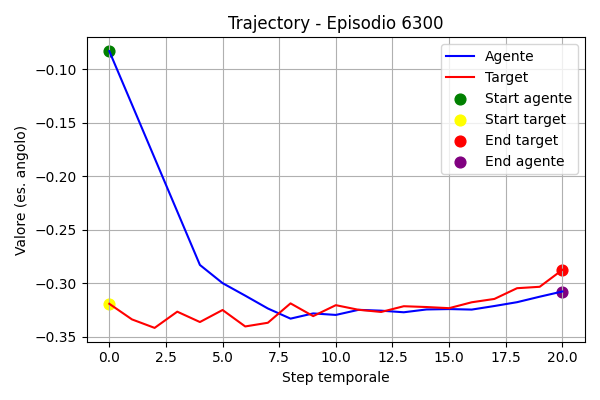 Trajectory - Episodio 6300
Agente
Target
Start agente
Start target
End target
End agente
Valore (es. angolo)
−0.10
−0.15
−0.20
−0.25
−0.30
−0.35
0.0 2.5 5.0 7.5 10.0 12.5 15.0 17.5 20.0
Step temporale